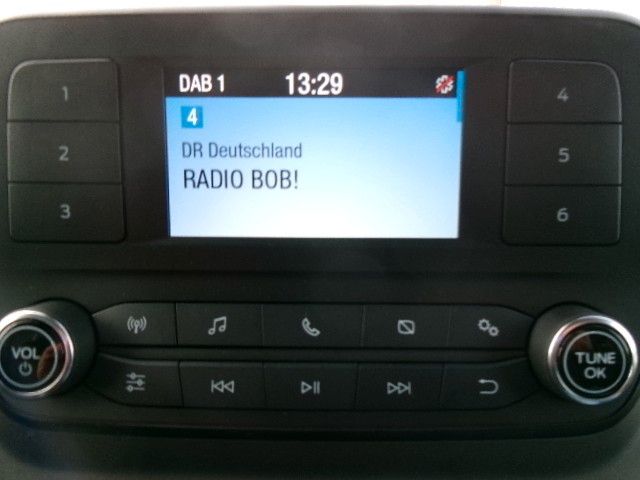 DAB 1 13:29
4
DR Deutschland
RADIO BOB!
1
2
3
4
5
6
VOL
TUNE
OK